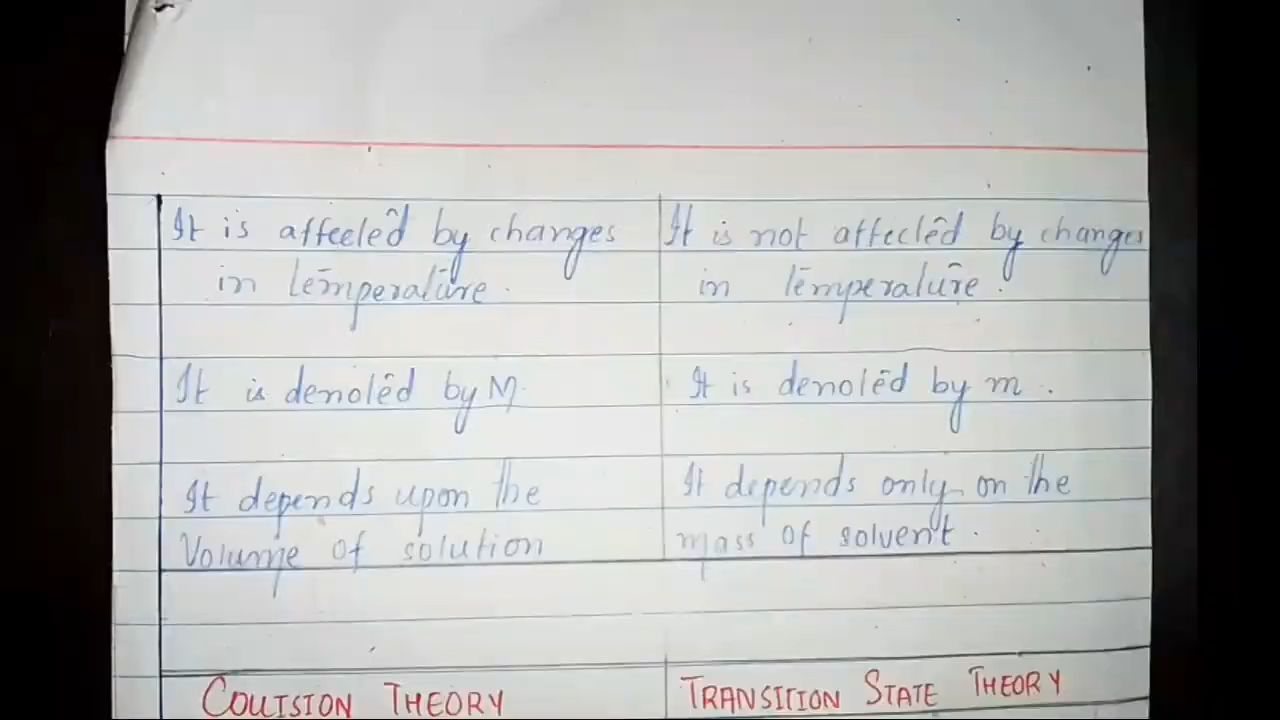 It is affected by changes
in temperature.
It is not affected by changes
in temperature.
It is denoted by M.
It is denoted by m.
It depends upon the
Volume of solution
It depends only on the
mass of solvent.
COLLISION THEORY
TRANSITION STATE THEORY